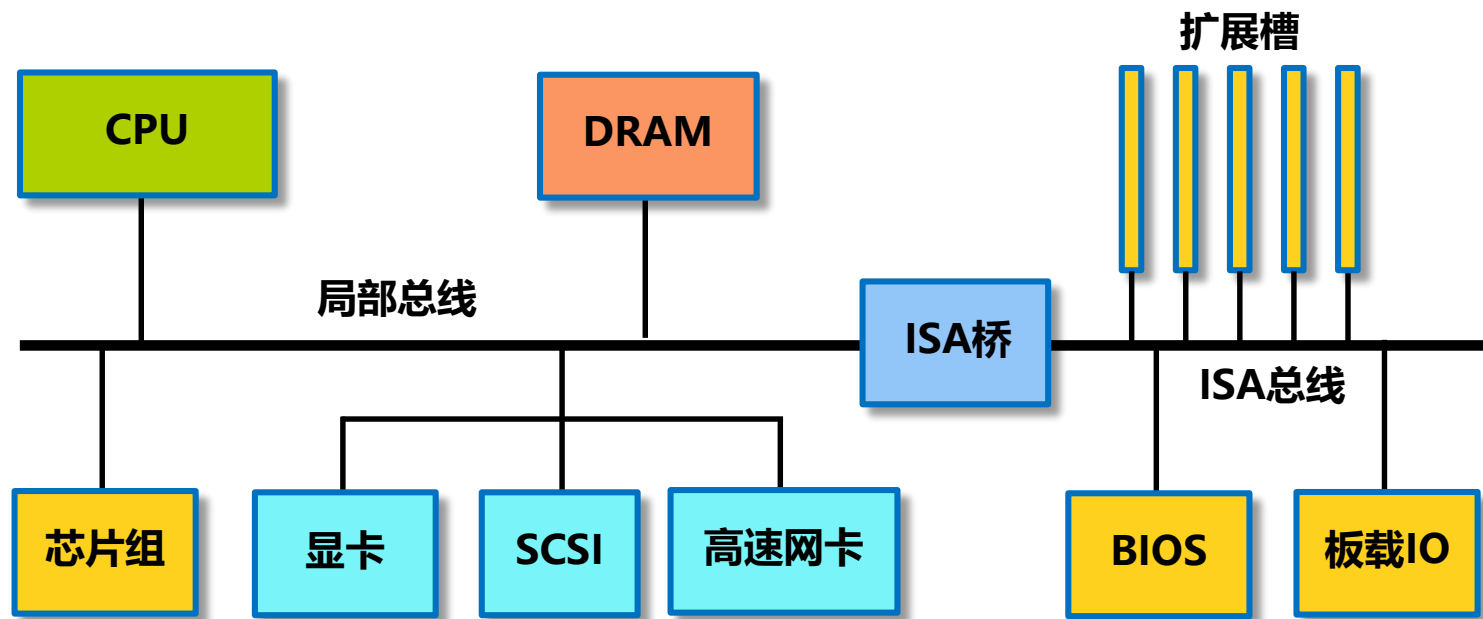 扩展槽
CPU
DRAM
局部总线
ISA桥
ISA总线
芯片组
显卡
SCSI
高速网卡
BIOS
板载IO